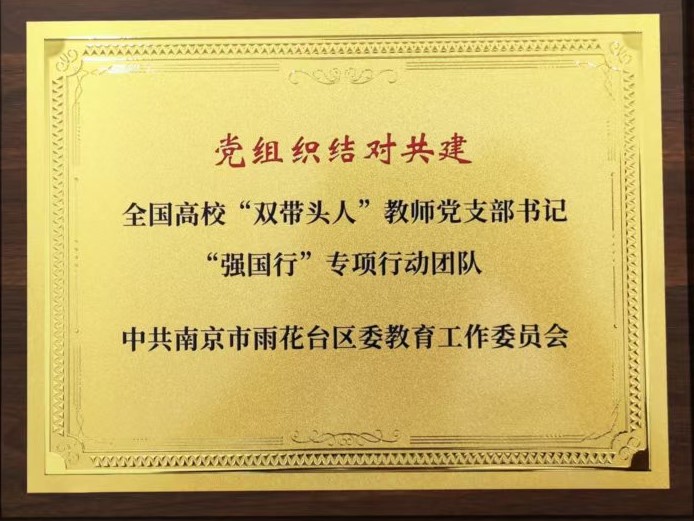 党组织结对共建
全国高校“双带头人”教师党支部书记
“强国行”专项行动团队
中共南京市雨花台区委教育工作委员会